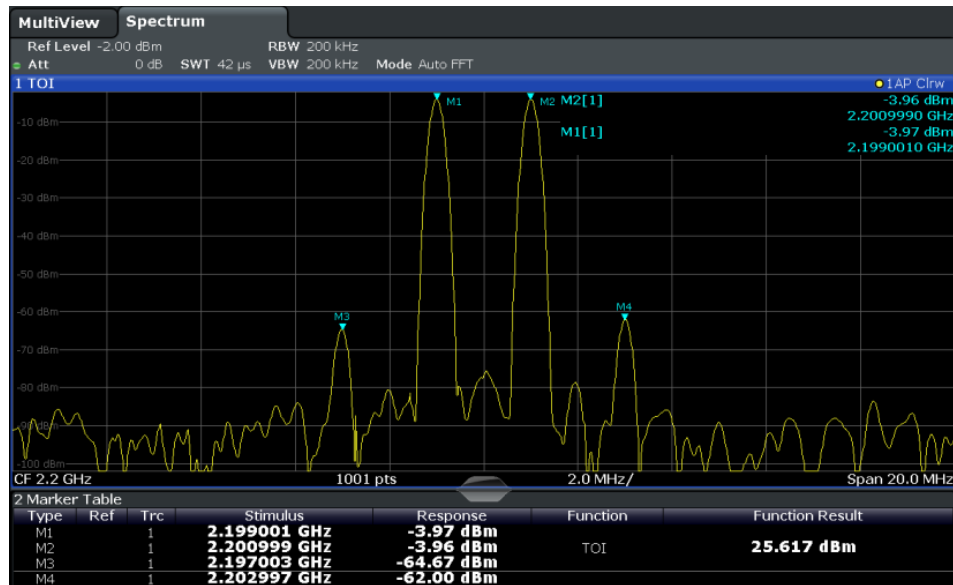 MultiView Spectrum
Ref Level -2.00 dBm RBW 200 kHz
Att 0 dB SWT 42 µs VBW 200 kHz Mode Auto FFT
1 TOI 1AP Clrw
M1 M2 M2[1] -3.96 dBm
2.2009990 GHz
-10 dBm
M1[1] -3.97 dBm
2.1990010 GHz
-20 dBm
-30 dBm
-40 dBm
-50 dBm
-60 dBm
M4
M3
-70 dBm
-80 dBm
-90 dBm
-100 dBm
CF 2.2 GHz 1001 pts 2.0 MHz/ Span 20.0 MHz
2 Marker Table
Type Ref Trc Stimulus Response Function Function Result
M1 1 2.199001 GHz -3.97 dBm
M2 1 2.200999 GHz -3.96 dBm TOI 25.617 dBm
M3 1 2.197003 GHz -64.67 dBm
M4 1 2.202997 GHz -62.00 dBm